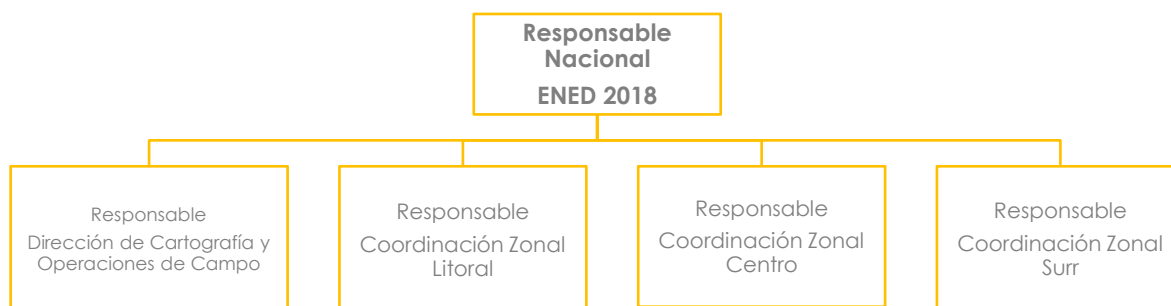 Responsable
Nacional
ENED 2018
Responsable
Dirección de Cartografía y
Operaciones de Campo
Responsable
Coordinación Zonal
Litoral
Responsable
Coordinación Zonal
Centro
Responsable
Coordinación Zonal
Surr